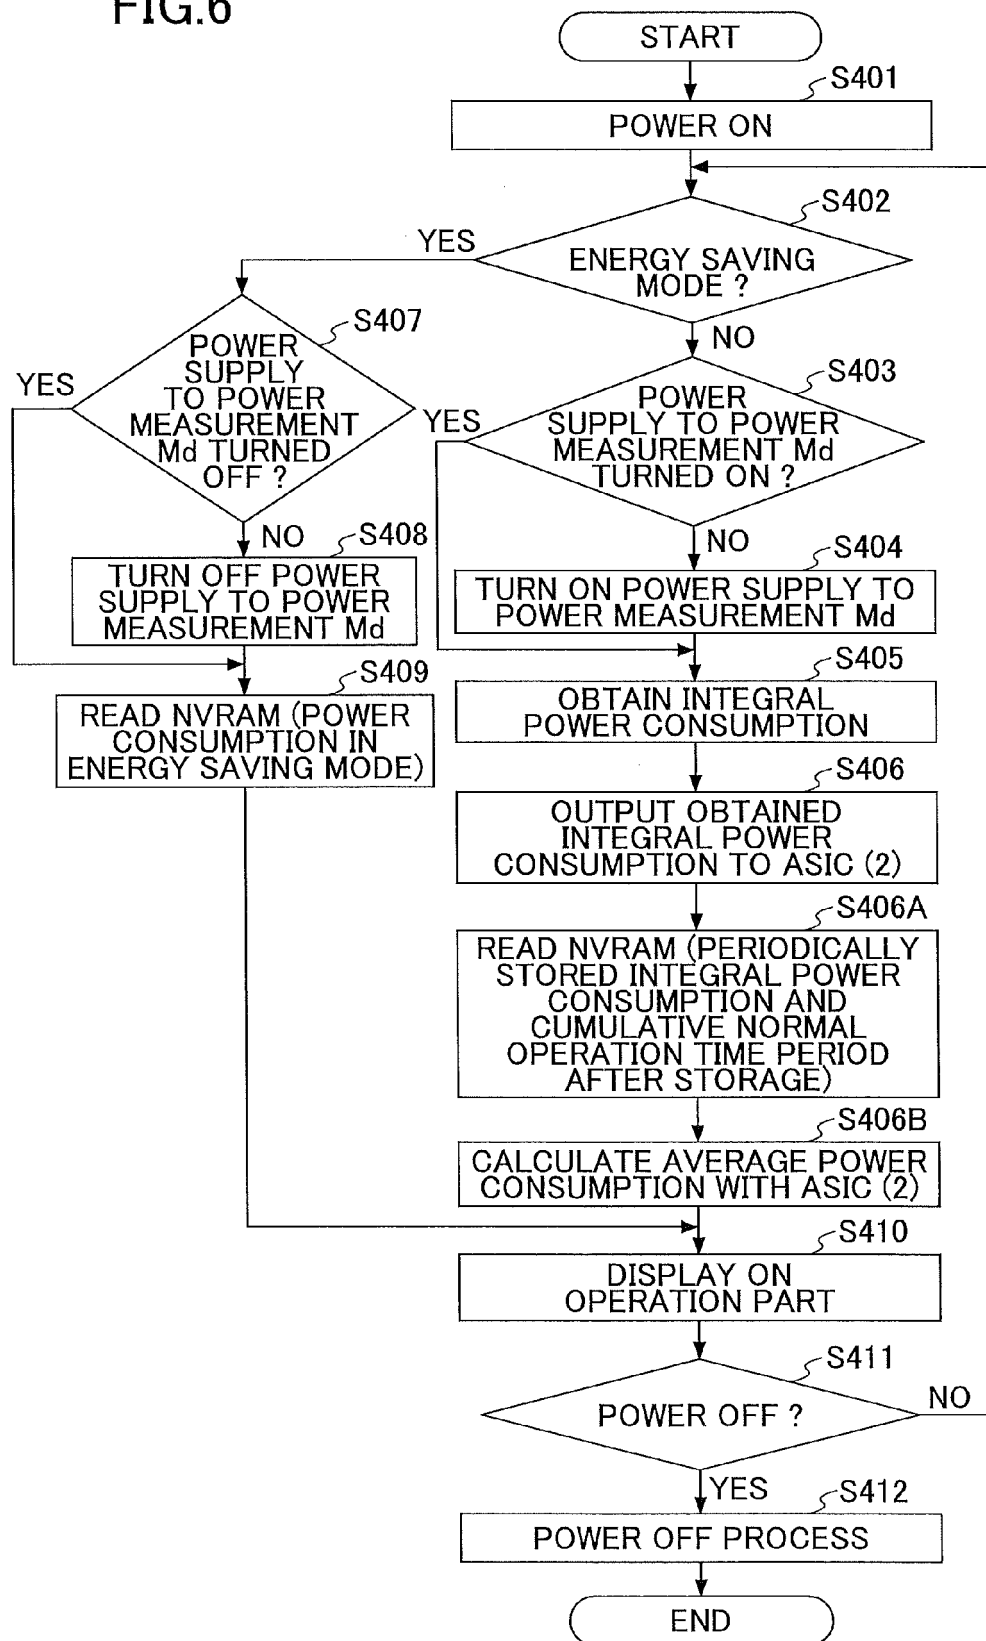 FIG.6
START
S401
POWER ON
S402
YES
ENERGY SAVING
MODE ?
NO
S407
POWER
SUPPLY
TO POWER
MEASUREMENT
Md TURNED
OFF ?
YES
NO
S403
POWER
SUPPLY TO POWER
MEASUREMENT Md
TURNED ON ?
YES
NO
S408
TURN OFF POWER
SUPPLY TO POWER
MEASUREMENT Md
S404
TURN ON POWER SUPPLY TO
POWER MEASUREMENT Md
S409
READ NVRAM (POWER
CONSUMPTION IN
ENERGY SAVING MODE)
S405
OBTAIN INTEGRAL
POWER CONSUMPTION
S406
OUTPUT OBTAINED
INTEGRAL POWER
CONSUMPTION TO ASIC (2)
S406A
READ NVRAM (PERIODICALLY
STORED INTEGRAL POWER
CONSUMPTION AND
CUMULATIVE NORMAL
OPERATION TIME PERIOD
AFTER STORAGE)
S406B
CALCULATE AVERAGE POWER
CONSUMPTION WITH ASIC (2)
S410
DISPLAY ON
OPERATION PART
S411
POWER OFF ?
NO
YES
S412
POWER OFF PROCESS
END